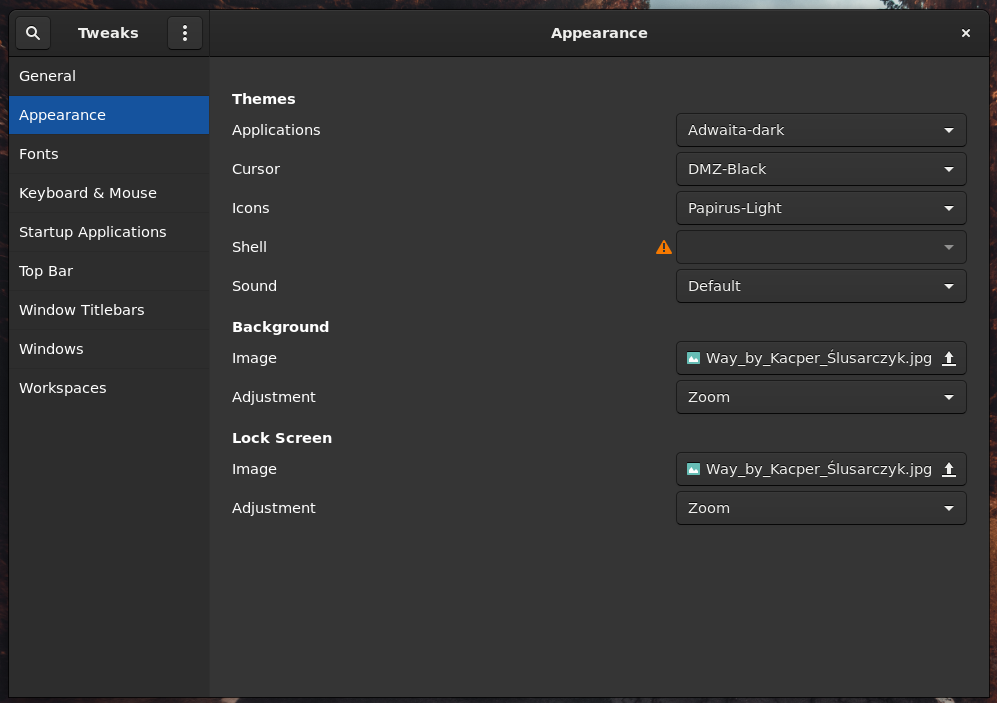 Tweaks
Appearance
General
Appearance
Fonts
Keyboard & Mouse
Startup Applications
Top Bar
Window Titlebars
Windows
Workspaces
Themes
Applications Adwaita-dark
Cursor DMZ-Black
Icons Papirus-Light
Shell
Sound Default
Background
Image Way_by_Kacper_Ślusarczyk.jpg
Adjustment Zoom
Lock Screen
Image Way_by_Kacper_Ślusarczyk.jpg
Adjustment Zoom